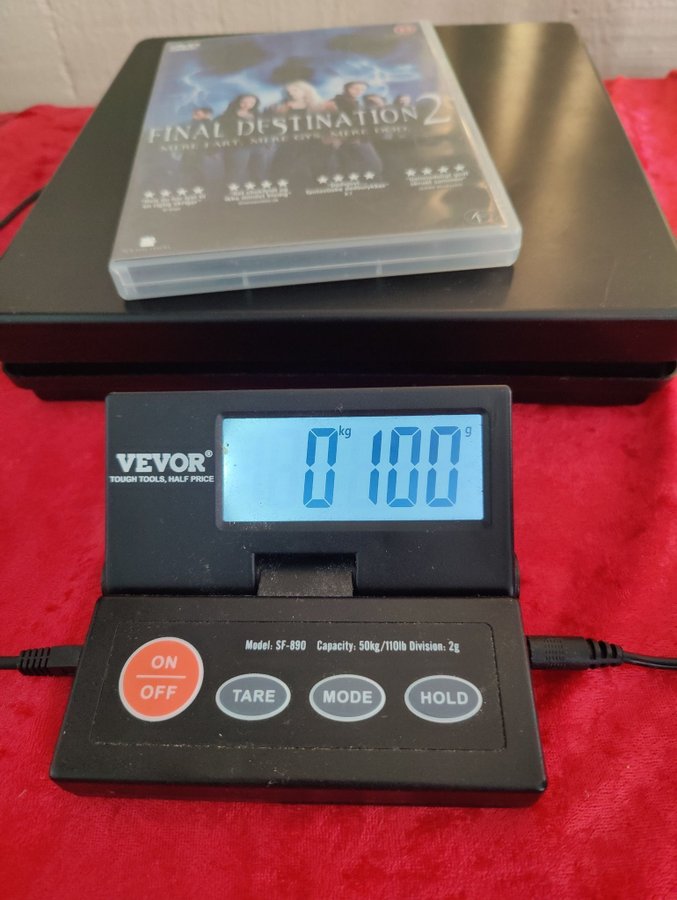 DVD
FINAL DESTINATION 2
MERE FART. MERE GYS. MERE DØD.
★★★★
★★★★
★★★★
★★★★
0 kg 100 g
VEVOR®
TOUGH TOOLS, HALF PRICE
Model: SF-890 Capacity: 50kg/110lb Division: 2g
ON
OFF
TARE
MODE
HOLD